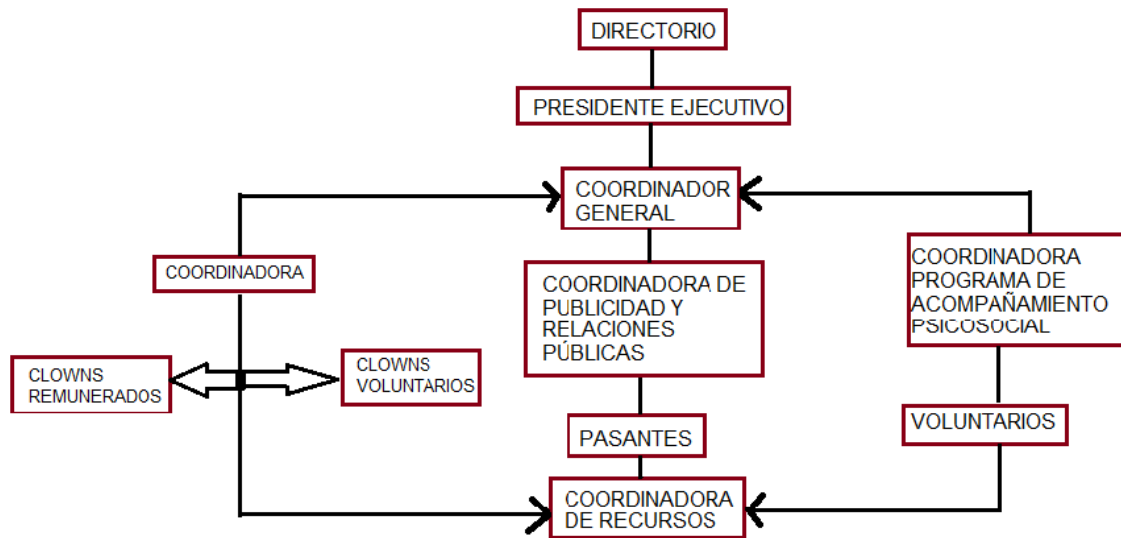 DIRECTORIO
PRESIDENTE EJECUTIVO
COORDINADOR
GENERAL
COORDINADORA
COORDINADORA DE
PUBLICIDAD Y
RELACIONES
PÚBLICAS
COORDINADORA
PROGRAMA DE
ACOMPAÑAMIENTO
PSICOSOCIAL
CLOWNS
REMUNERADOS
CLOWNS
VOLUNTARIOS
PASANTES
VOLUNTARIOS
COORDINADORA
DE RECURSOS